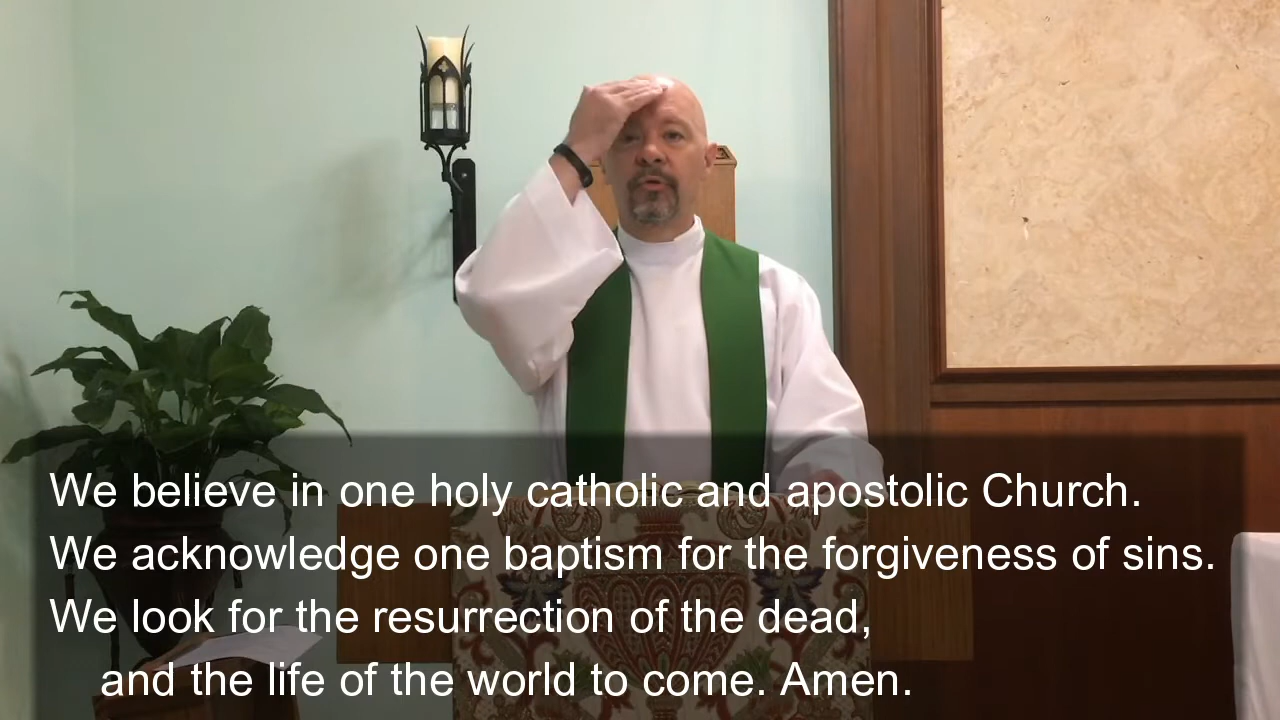 We believe in one holy catholic and apostolic Church.
We acknowledge one baptism for the forgiveness of sins.
We look for the resurrection of the dead,
and the life of the world to come. Amen.